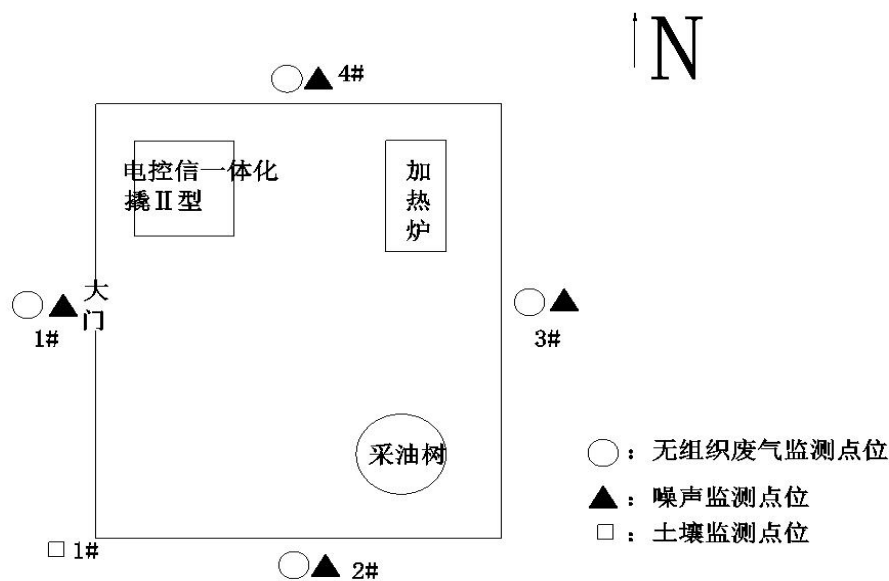 N
4#
电控信一体化
撬Ⅱ型
加热炉
大门
1#
3#
采油树
○：无组织废气监测点位
▲：噪声监测点位
□：土壤监测点位
1#
2#